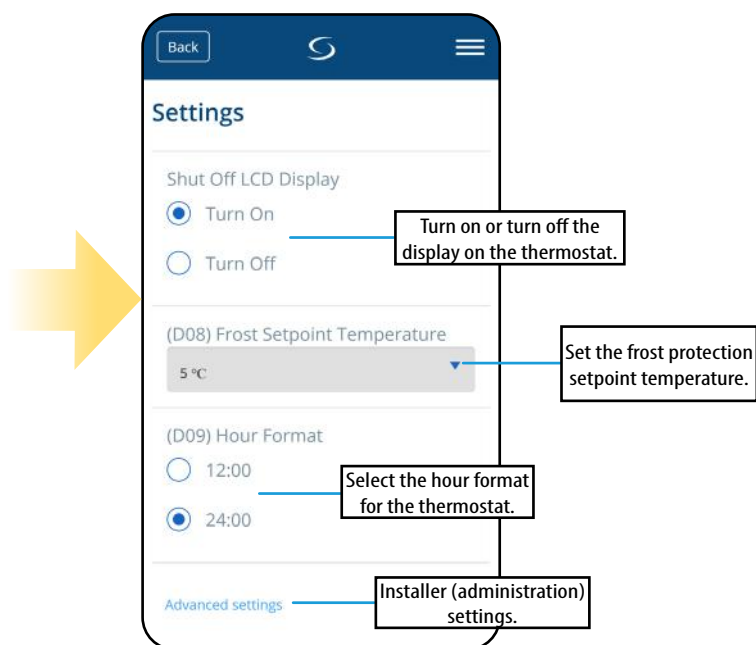 Back
Settings
Shut Off LCD Display
Turn On
Turn on or turn off the
display on the thermostat.
Turn Off
(D08) Frost Setpoint Temperature
5 °C
Set the frost protection
setpoint temperature.
(D09) Hour Format
12:00
Select the hour format
for the thermostat.
24:00
Advanced settings
Installer (administration)
settings.